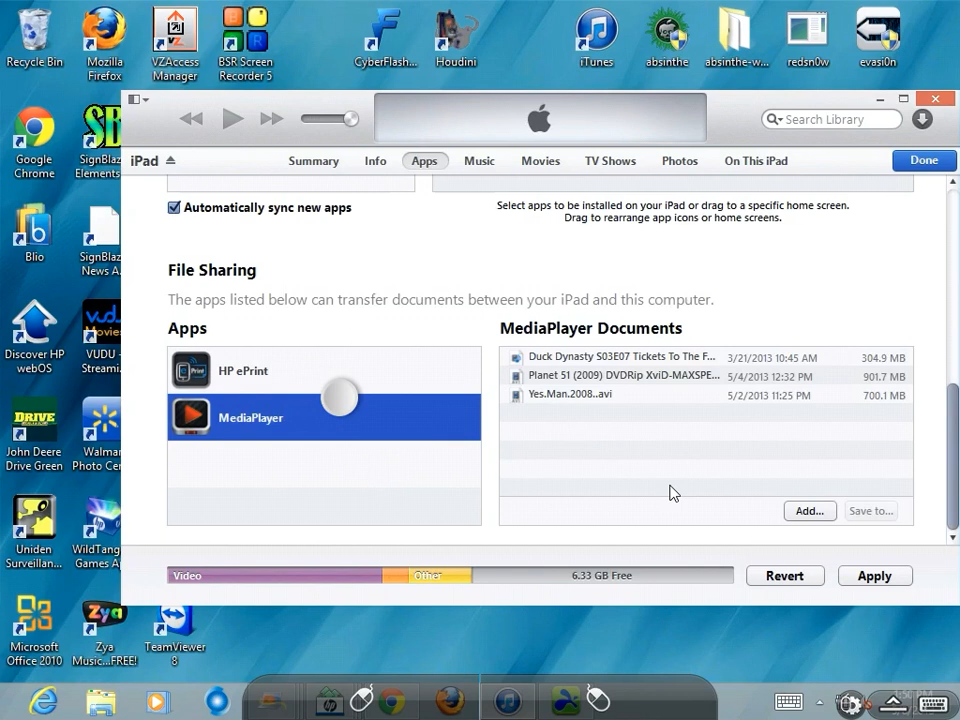 Recycle Bin
Mozilla Firefox
VZAccess Manager
BSR Screen Recorder 5
CyberFlash...
Houdini
iTunes
absinthe
absinthe-w...
redsn0w
evasi0n
Search Library
iPad
Summary Info Apps Music Movies TV Shows Photos On This iPad
Done
Google Chrome
SignBlaz Elements
Blio
SignBlaz News A
Discover HP webOS
VUDU - Streami
DRIVE
John Deere Drive Green
Walmar Photo Cen
Uniden Surveillan...
WildTang Games A
Microsoft Office 2010
Zya Music...FREE!
TeamViewer 8
Automatically sync new apps
Select apps to be installed on your iPad or drag to a specific home screen.
Drag to rearrange app icons or home screens.
File Sharing
The apps listed below can transfer documents between your iPad and this computer.
Apps
MediaPlayer Documents
HP ePrint
MediaPlayer
Duck Dynasty S03E07 Tickets To The F... 3/21/2013 10:45 AM 304.9 MB
Planet 51 (2009) DVDRip XviD-MAXSPE... 5/4/2013 12:32 PM 901.7 MB
Yes.Man.2008..avi 5/2/2013 11:25 PM 700.1 MB
Add...
Save to...
Video
Other
6.33 GB Free
Revert
Apply